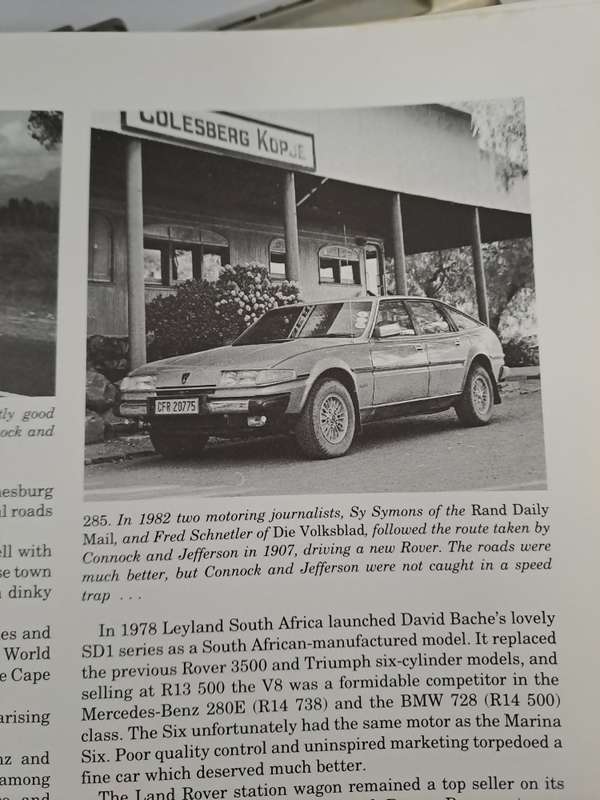 COLESBERG KOPJE
CFR 20775
tly good
ock and
esburg
l roads
ell with
se town
dinky
es and
World
e Cape
arising
nz and
among
and
285. In 1982 two motoring journalists, Sy Symons of the Rand Daily
Mail, and Fred Schnetler of Die Volksblad, followed the route taken by
Connock and Jefferson in 1907, driving a new Rover. The roads were
much better, but Connock and Jefferson were not caught in a speed
trap . . .
In 1978 Leyland South Africa launched David Bache's lovely
SD1 series as a South African-manufactured model. It replaced
the previous Rover 3500 and Triumph six-cylinder models, and
selling at R13 500 the V8 was a formidable competitor in the
Mercedes-Benz 280E (R14 738) and the BMW 728 (R14 500)
class. The Six unfortunately had the same motor as the Marina
Six. Poor quality control and uninspired marketing torpedoed a
fine car which deserved much better.
The Land Rover station wagon remained a top seller on its